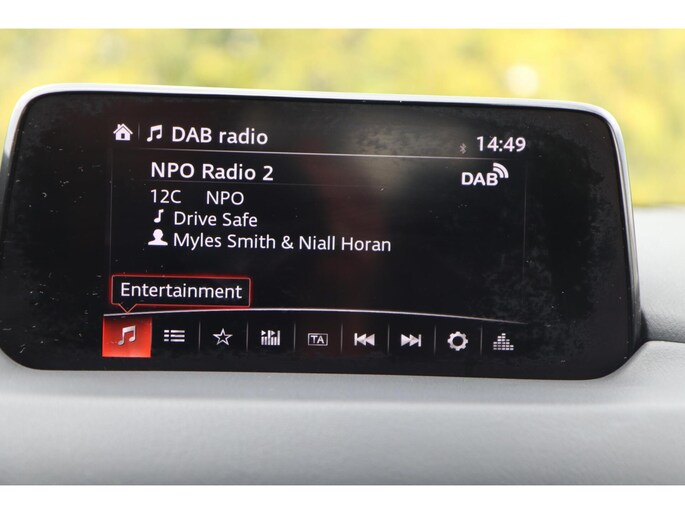 DAB radio 14:49
NPO Radio 2 DAB
12C NPO
Drive Safe
Myles Smith & Niall Horan
Entertainment
TA